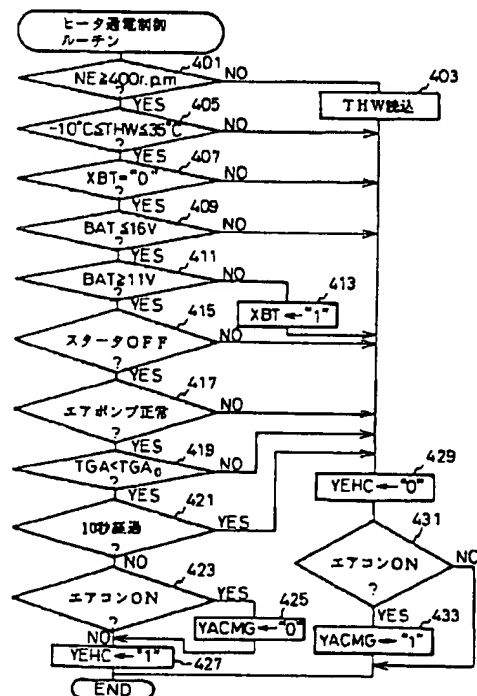 ヒータ通電制御
ルーチン
401
NE≧400r.p.m
?
NO
YES
403
THW読込
405
-10°C≦THW≦35°C
?
NO
YES
407
XBT="0"
?
NO
YES
409
BAT≦16V
?
NO
YES
411
BAT≧11V
?
NO
YES
413
XBT←"1"
415
スタータOFF
?
NO
YES
417
エアポンプ正常
?
NO
YES
419
TGA<TGA₀
?
NO
YES
421
10秒経過
?
YES
NO
423
エアコンON
?
YES
NO
425
YACMG←"0"
YEHC←"1"
427
END
429
YEHC←"0"
431
エアコンON
?
NO
YES
433
YACMG←"1"